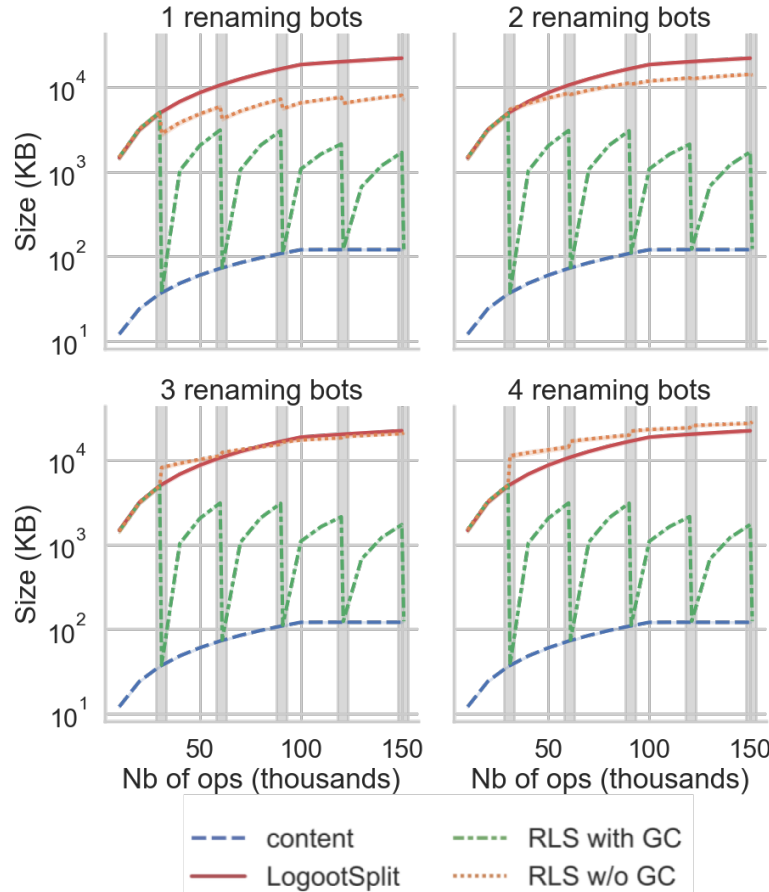 1 renaming bots
2 renaming bots
10^4
10^3
10^2
10^1
Size (KB)
3 renaming bots
4 renaming bots
10^4
10^3
10^2
10^1
Size (KB)
50 100 150
50 100 150
Nb of ops (thousands)
Nb of ops (thousands)
content
RLS with GC
LogootSplit
RLS w/o GC